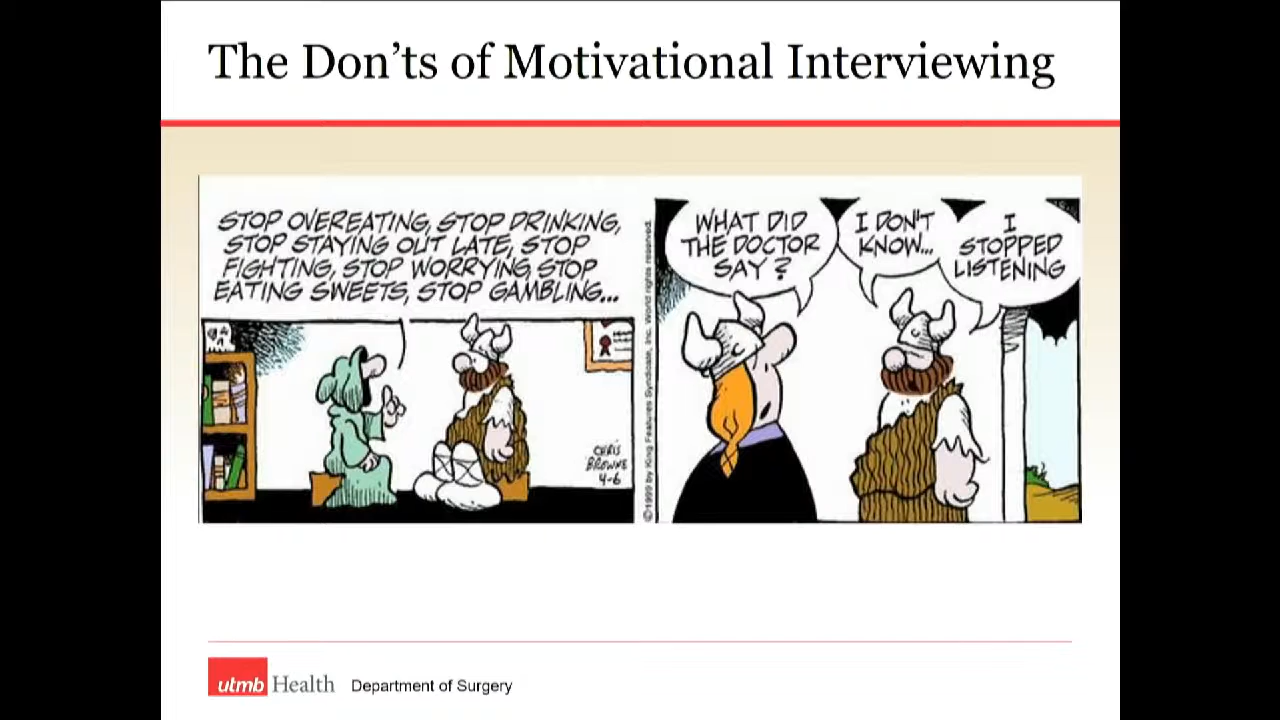 The Don’ts of Motivational Interviewing
STOP OVEREATING, STOP DRINKING,
STOP STAYING OUT LATE, STOP
FIGHTING, STOP WORRYING, STOP
EATING SWEETS, STOP GAMBLING...
CHRIS
BROWNE
4-6
©1999 by King Features Syndicate, Inc. World rights reserved.
WHAT DID
THE DOCTOR
SAY?
I DON'T
KNOW...
I
STOPPED
LISTENING
utmb Health Department of Surgery